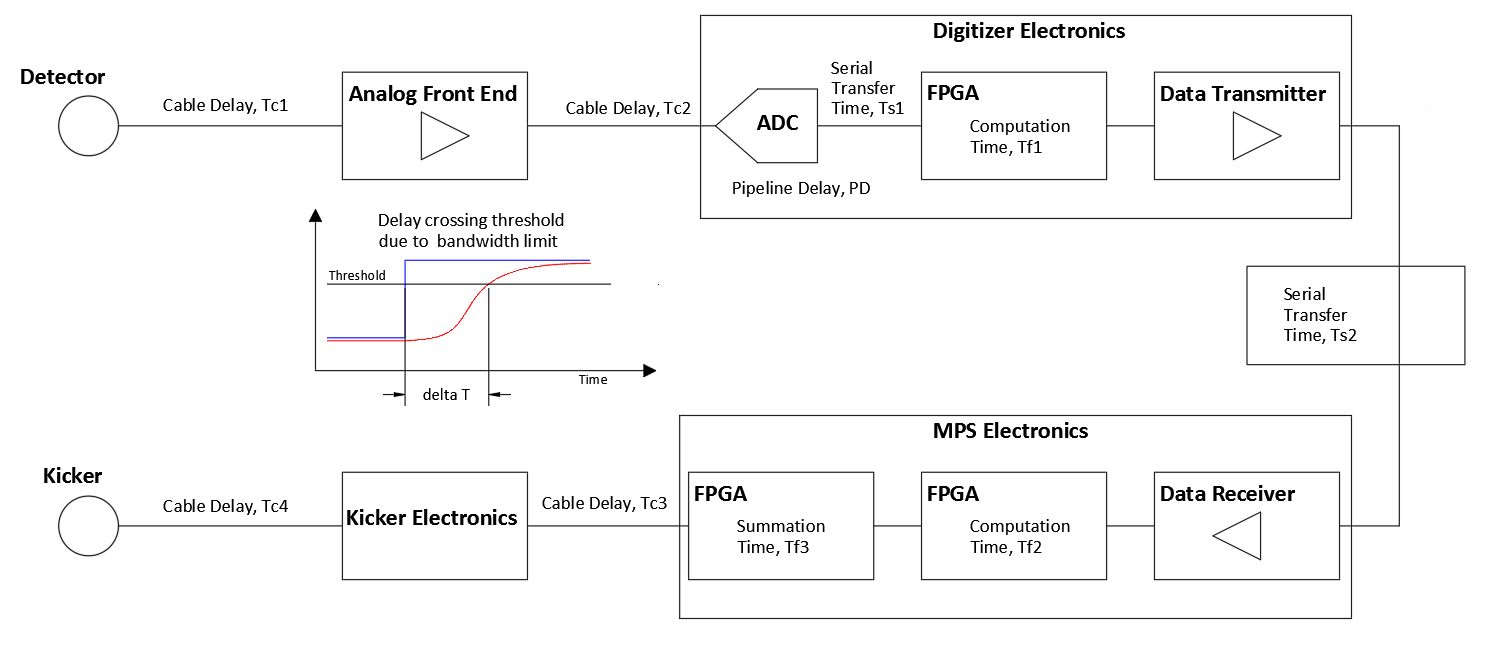 Digitizer Electronics
Detector
Cable Delay, Tc1
Analog Front End
Cable Delay, Tc2
ADC
Serial
Transfer
Time, Ts1
FPGA
Computation
Time, Tf1
Data Transmitter
Pipeline Delay, PD
Delay crossing threshold
due to bandwidth limit
Threshold
Time
delta T
Serial
Transfer
Time, Ts2
MPS Electronics
Kicker
Cable Delay, Tc4
Kicker Electronics
Cable Delay, Tc3
FPGA
Summation
Time, Tf3
FPGA
Computation
Time, Tf2
Data Receiver